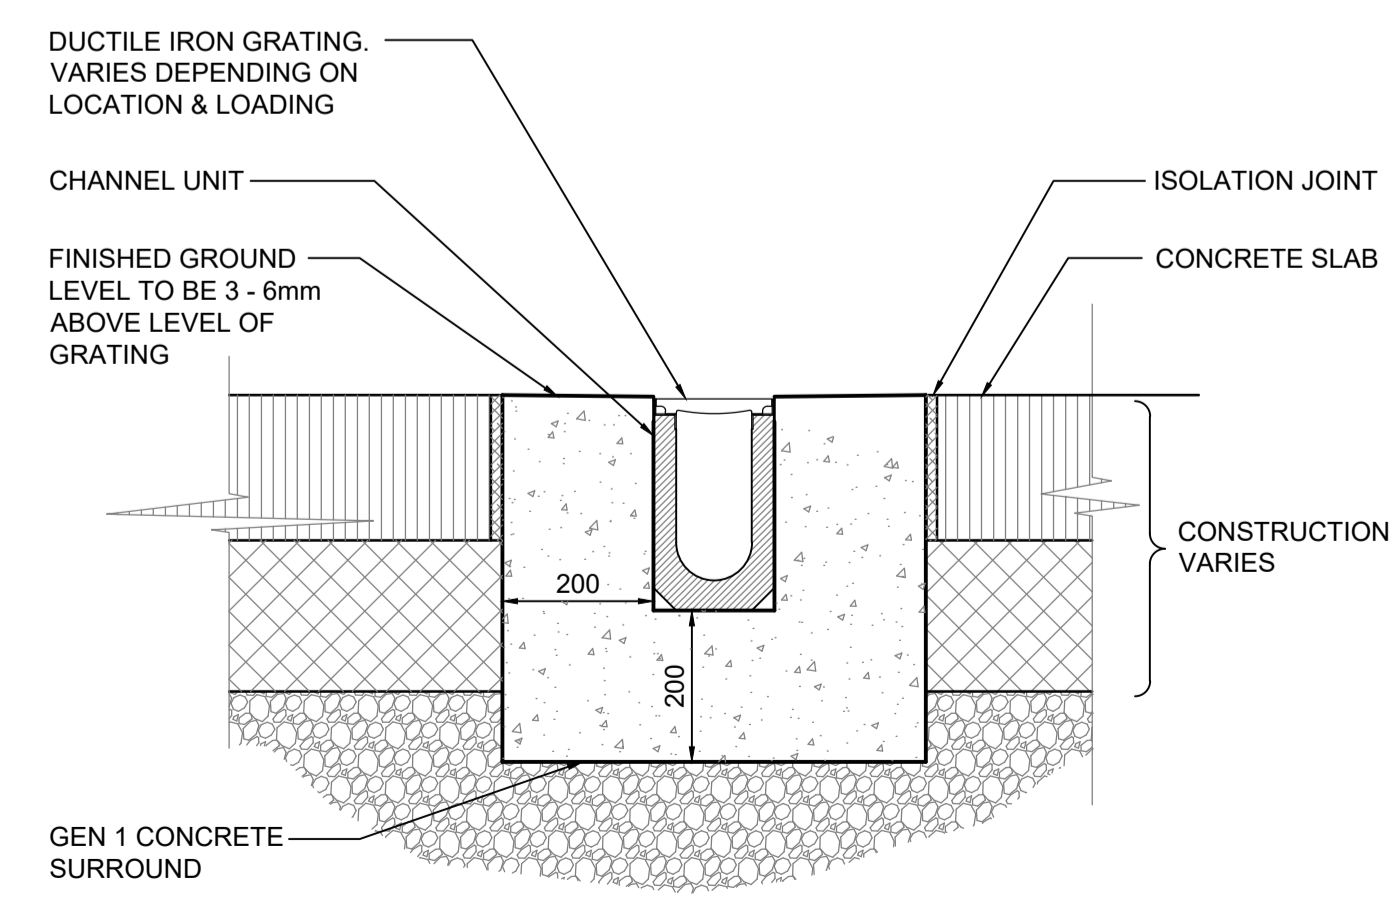 DUCTILE IRON GRATING.
VARIES DEPENDING ON
LOCATION & LOADING
CHANNEL UNIT
FINISHED GROUND
LEVEL TO BE 3 - 6mm
ABOVE LEVEL OF
GRATING
ISOLATION JOINT
CONCRETE SLAB
CONSTRUCTION
VARIES
200
200
GEN 1 CONCRETE
SURROUND